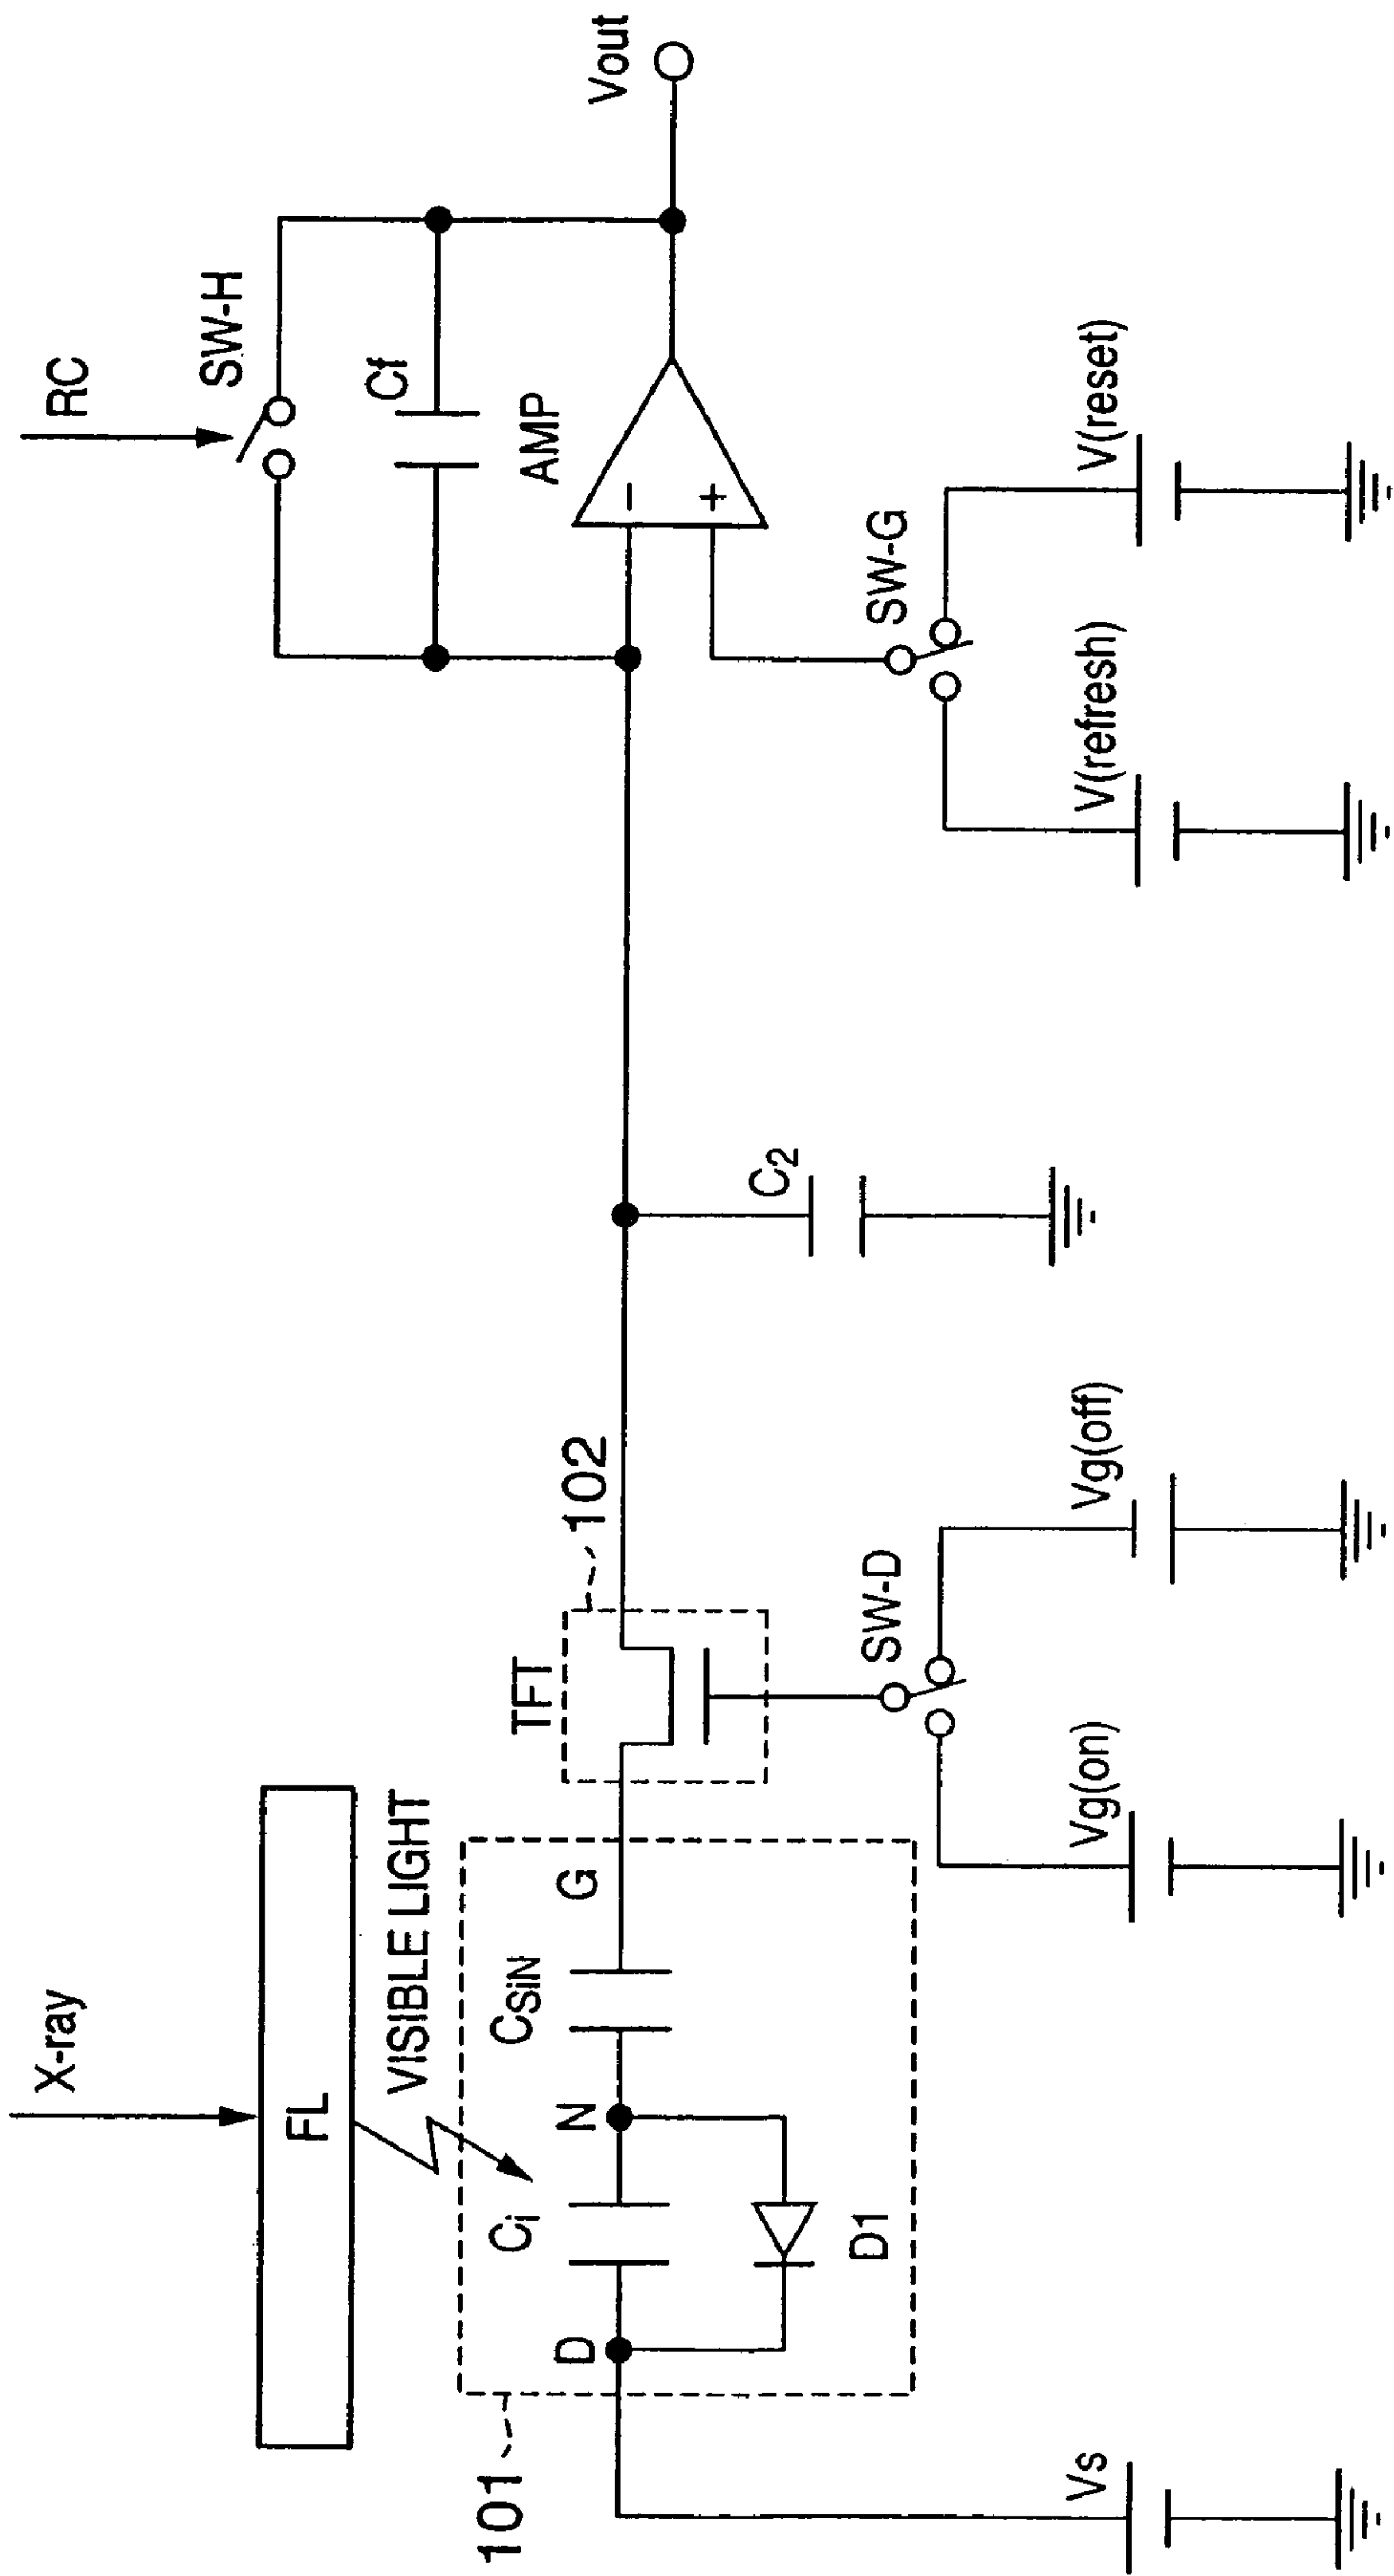 X-ray
FL
VISIBLE LIGHT
101
D
Ci
N
CSiN
G
D1
TFT
102
Vs
Vg(on)
SW-D
Vg(off)
C2
RC
SW-H
Cf
AMP
−
+
Vout
SW-G
V(refresh)
V(reset)